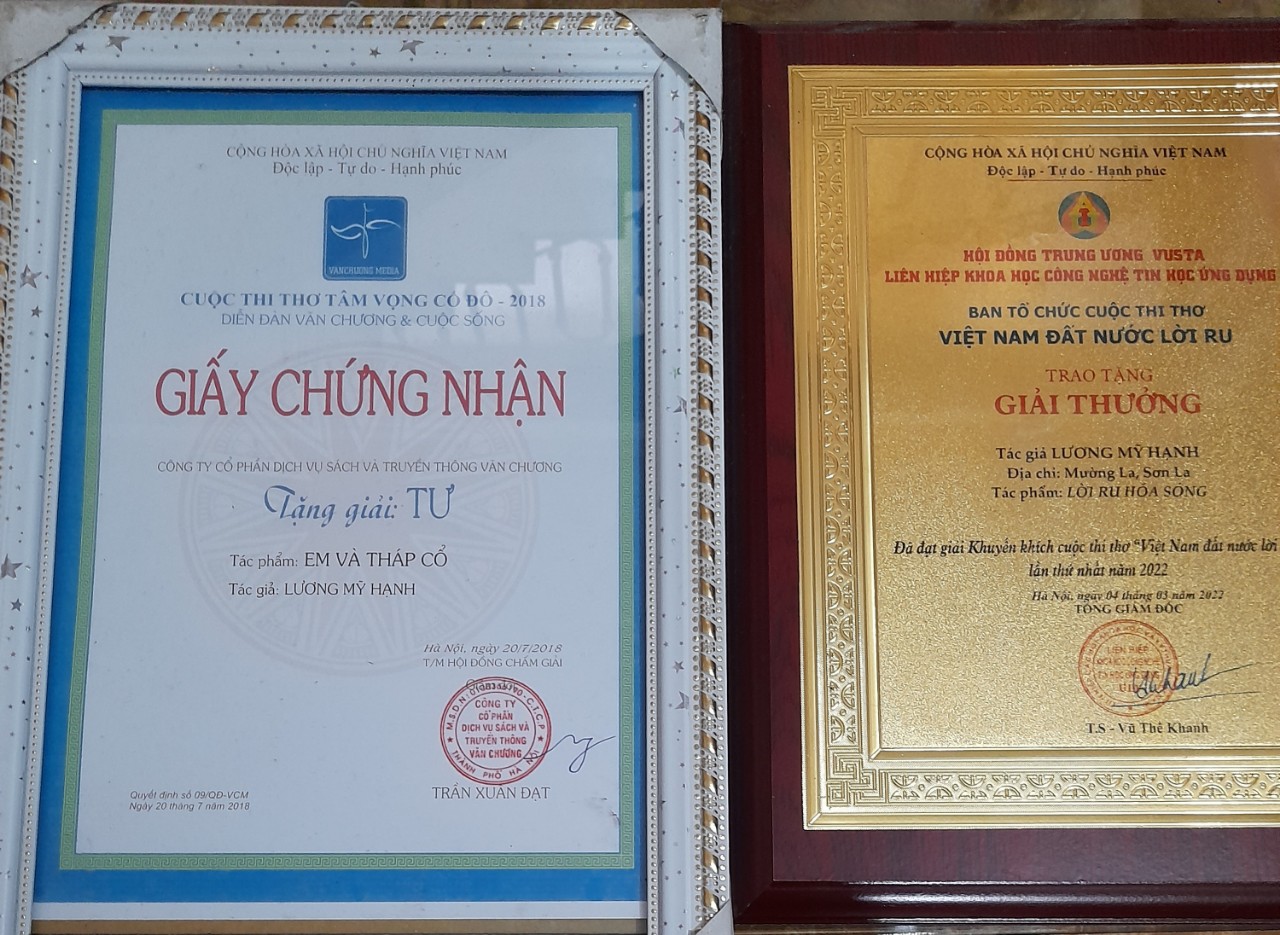 CỘNG HÒA XÃ HỘI CHỦ NGHĨA VIỆT NAM
Độc lập - Tự do - Hạnh phúc
VANCHUONG MEDIA
CUỘC THI THƠ TÂM VỌNG CỐ ĐÔ - 2018
DIỄN ĐÀN VĂN CHƯƠNG & CUỘC SỐNG
GIẤY CHỨNG NHẬN
CÔNG TY CỔ PHẦN DỊCH VỤ SÁCH VÀ TRUYỀN THÔNG VĂN CHƯƠNG
Tặng giải: TƯ
Tác phẩm: EM VÀ THÁP CỔ
Tác giả: LƯƠNG MỸ HẠNH
Hà Nội, ngày 20/7/2018
T/M HỘI ĐỒNG CHẤM GIẢI
CÔNG TY
CỔ PHẦN
DỊCH VỤ SÁCH VÀ
TRUYỀN THÔNG
VĂN CHƯƠNG
THÀNH PHỐ HÀ NỘI
TRẦN XUÂN ĐẠT
Quyết định số 09/QĐ-VCM
Ngày 20 tháng 7 năm 2018
CỘNG HÒA XÃ HỘI CHỦ NGHĨA VIỆT NAM
Độc lập - Tự do - Hạnh phúc
HỘI ĐỒNG TRUNG ƯƠNG VUSTA
LIÊN HIỆP KHOA HỌC CÔNG NGHỆ TIN HỌC ỨNG DỤNG
BAN TỔ CHỨC CUỘC THI THƠ
VIỆT NAM ĐẤT NƯỚC LỜI RU
TRAO TẶNG
GIẢI THƯỞNG
Tác giả LƯƠNG MỸ HẠNH
Địa chỉ: Mường La, Sơn La
Tác phẩm: LỜI RU HÓA SÔNG
Đã đạt giải Khuyến khích cuộc thi thơ "Việt Nam đất nước lời
lần thứ nhất năm 2022
Hà Nội, ngày 04 tháng 03 năm 2022
TỔNG GIÁM ĐỐC
LIÊN HIỆP
T.S - Vũ Thế Khanh